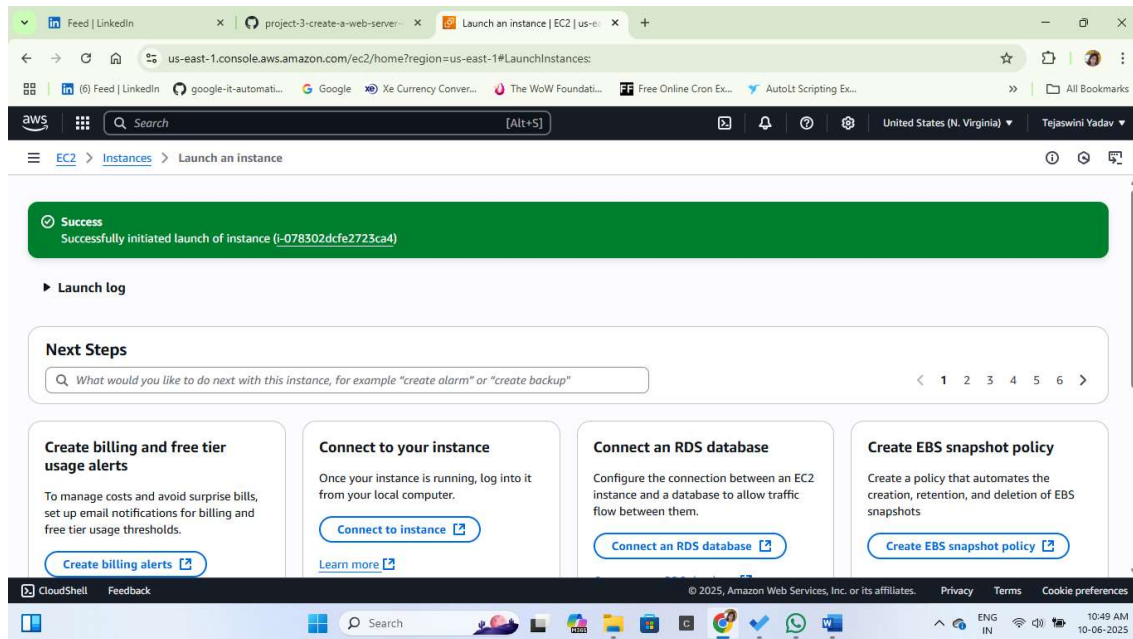 Feed | LinkedIn
project-3-create-a-web-server-
Launch an instance | EC2 | us-ea
us-east-1.console.aws.amazon.com/ec2/home?region=us-east-1#LaunchInstances:
(6) Feed | LinkedIn
google-it-automati...
Google
Xe Currency Conver...
The WoW Foundati...
FF
Free Online Cron Ex...
AutoLt Scripting Ex...
All Bookmarks
aws
Search
[Alt+S]
United States (N. Virginia)
Tejaswini Yadav
EC2 > Instances > Launch an instance
Success
Successfully initiated launch of instance (i-078302dcfe2723ca4)
Launch log
Next Steps
What would you like to do next with this instance, for example "create alarm" or "create backup"
1 2 3 4 5 6
Create billing and free tier
usage alerts
To manage costs and avoid surprise bills,
set up email notifications for billing and
free tier usage thresholds.
Create billing alerts
Connect to your instance
Once your instance is running, log into it
from your local computer.
Connect to instance
Learn more
Connect an RDS database
Configure the connection between an EC2
instance and a database to allow traffic
flow between them.
Connect an RDS database
Create EBS snapshot policy
Create a policy that automates the
creation, retention, and deletion of EBS
snapshots
Create EBS snapshot policy
CloudShell
Feedback
© 2025, Amazon Web Services, Inc. or its affiliates.
Privacy
Terms
Cookie preferences
Search
ENG
IN
10:49 AM
10-06-2025